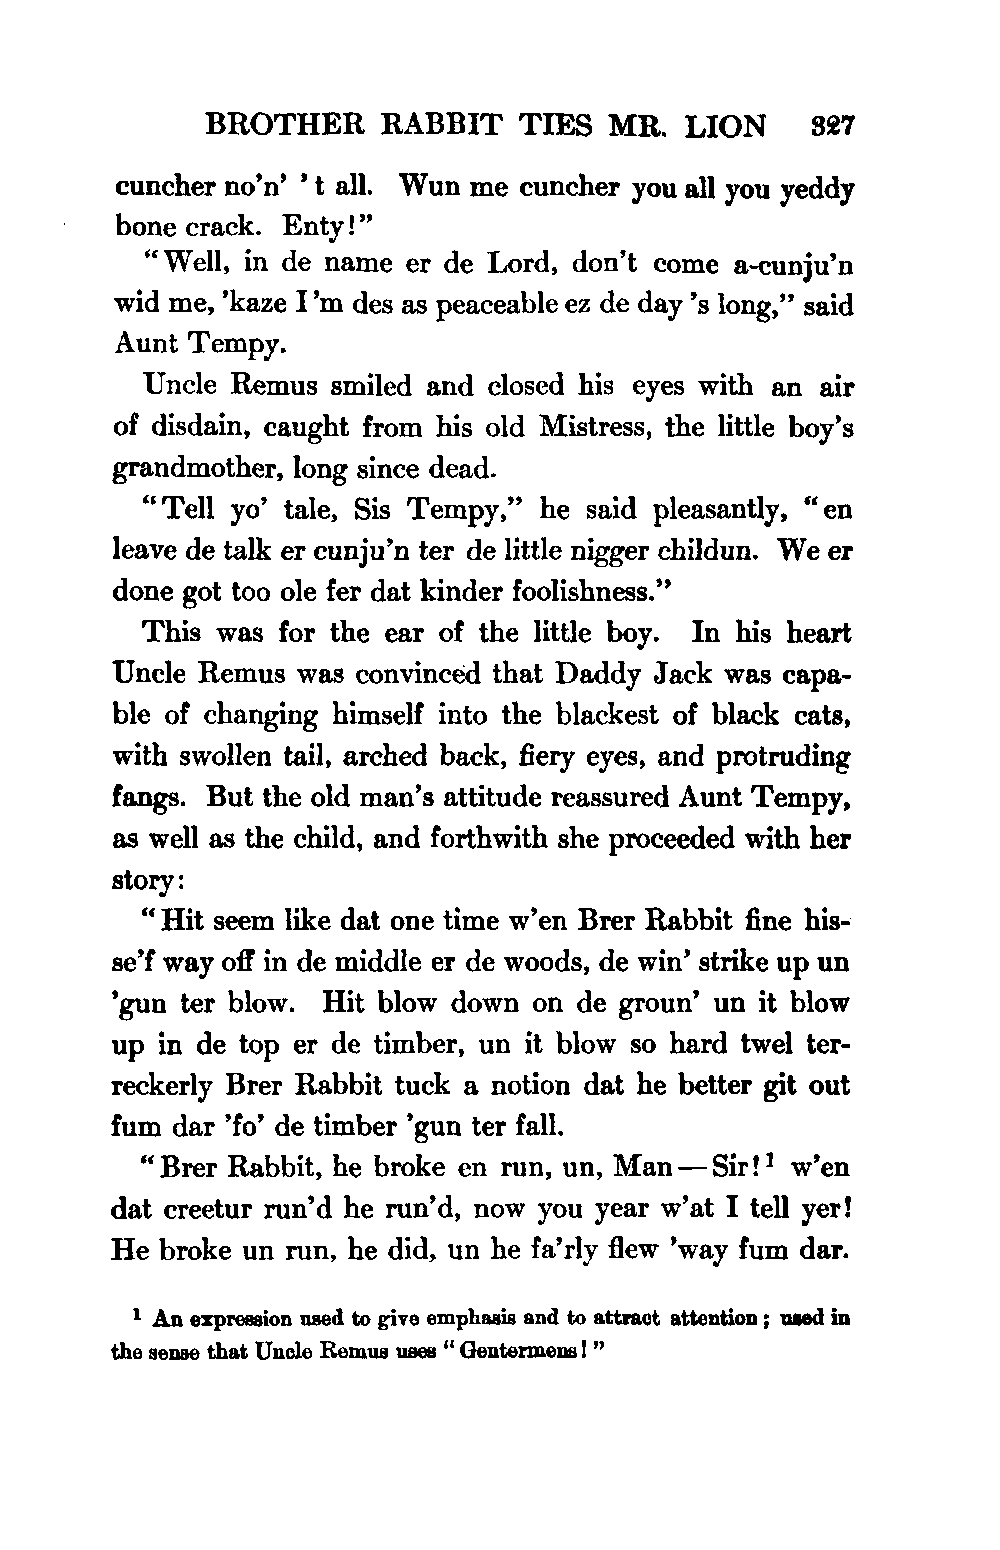 BROTHER RABBIT TIES MR. LION 327
cuncher no'n' 't all. Wun me cuncher you all you yeddy
bone crack. Enty!"
"Well, in de name er de Lord, don't come a-cunju'n
wid me, 'kaze I 'm des as peaceable ez de day 's long," said
Aunt Tempy.
Uncle Remus smiled and closed his eyes with an air
of disdain, caught from his old Mistress, the little boy's
grandmother, long since dead.
"Tell yo' tale, Sis Tempy," he said pleasantly, "en
leave de talk er cunju'n ter de little nigger childun. We er
done got too ole fer dat kinder foolishness."
This was for the ear of the little boy. In his heart
Uncle Remus was convinced that Daddy Jack was capa-
ble of changing himself into the blackest of black cats,
with swollen tail, arched back, fiery eyes, and protruding
fangs. But the old man's attitude reassured Aunt Tempy,
as well as the child, and forthwith she proceeded with her
story:
"Hit seem like dat one time w'en Brer Rabbit fine his-
se'f way off in de middle er de woods, de win' strike up un
'gun ter blow. Hit blow down on de groun' un it blow
up in de top er de timber, un it blow so hard twel ter-
reckerly Brer Rabbit tuck a notion dat he better git out
fum dar 'fo' de timber 'gun ter fall.
"Brer Rabbit, he broke en run, un, Man — Sir!¹ w'en
dat creetur run'd he run'd, now you year w'at I tell yer!
He broke un run, he did, un he fa'rly flew 'way fum dar.
¹ An expression used to give emphasis and to attract attention; used in
the sense that Uncle Remus uses "Gentermens!"